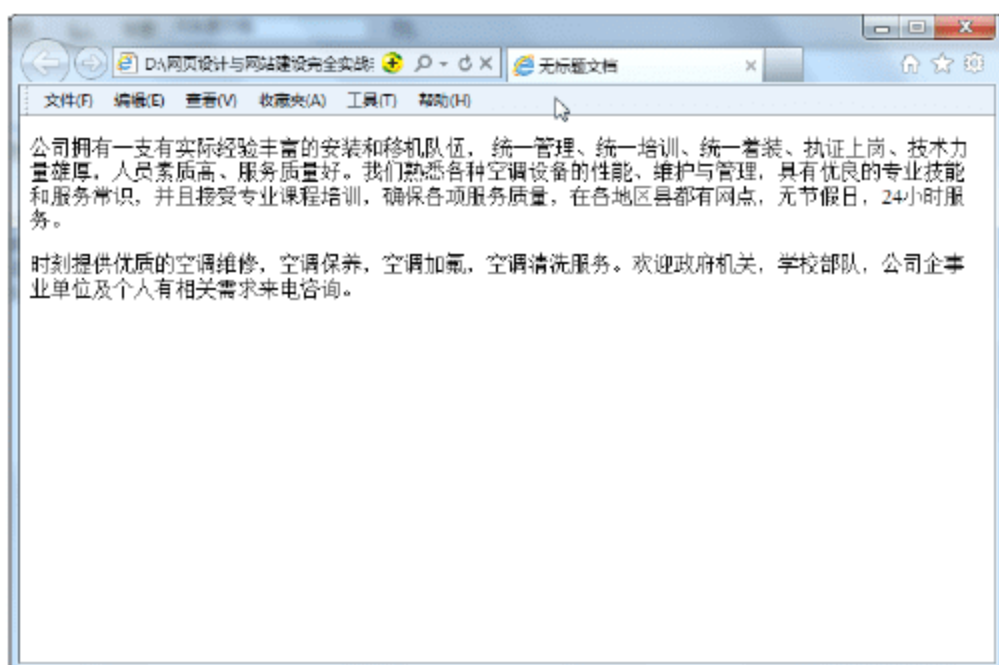 D:\网页设计与网站建设完全实战
无标题文档
文件(F) 编辑(E) 查看(V) 收藏夹(A) 工具(T) 帮助(H)
公司拥有一支有实际经验丰富的安装和移机队伍， 统一管理、统一培训、统一着装、执证上岗、技术力
量雄厚，人员素质高、服务质量好。我们熟悉各种空调设备的性能、维护与管理，具有优良的专业技能
和服务常识，并且接受专业课程培训，确保各项服务质量，在各地区县都有网点，无节假日，24小时服
务。
时刻提供优质的空调维修，空调保养，空调加氟，空调清洗服务。欢迎政府机关，学校部队，公司企事
业单位及个人有相关需求来电咨询。